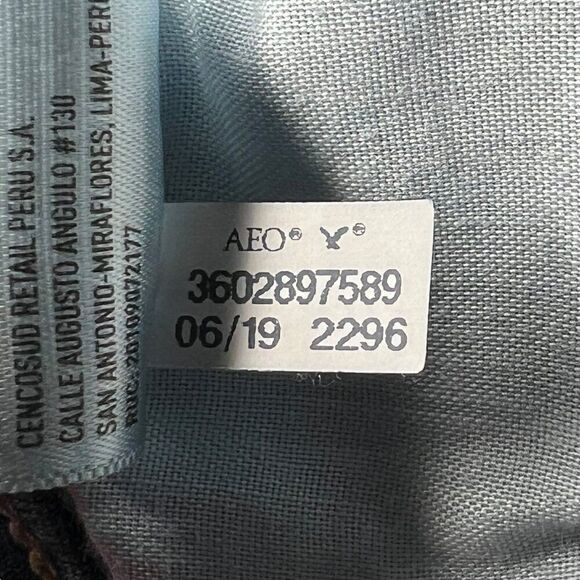 AEO® ®
3602897589
06/19 2296
CENCOSUD RETAIL PERU S.A.
CALLE AUGUSTO ANGULO #130
SAN ANTONIO-MIRAFLORES, LIMA-PERU
RUC: 20109072177